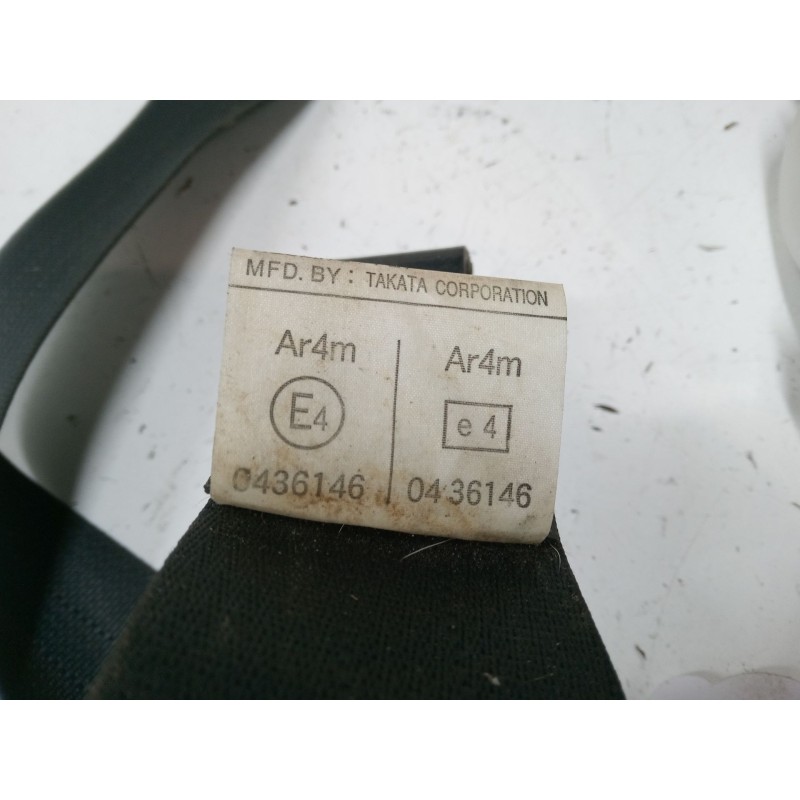 MFD. BY : TAKATA CORPORATION
Ar4m
E4
0436146
Ar4m
e 4
0436146